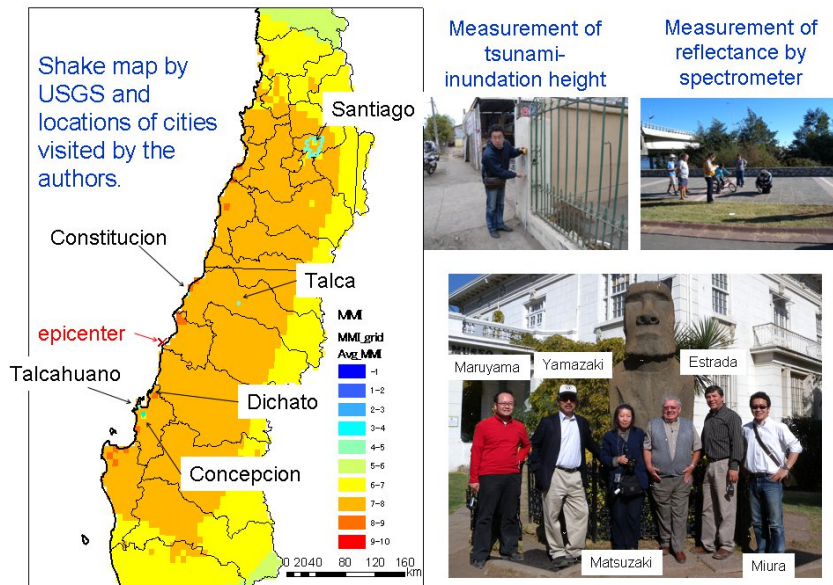 Shake map by
USGS and
locations of cities
visited by the
authors.
Santiago
Constitucion
Talca
epicenter
Talcahuano
Dichato
Concepcion
MMI
MMI_grid
Avg_MMI
-1
1-2
2-3
3-4
5-6
6-7
7-8
8-9
9-10
0 20 40 80 120 160
km
Measurement of
tsunami-
inundation height
Measurement of
reflectance by
spectrometer
Maruyama
Yamazaki
Estrada
Matsuzaki
Miura